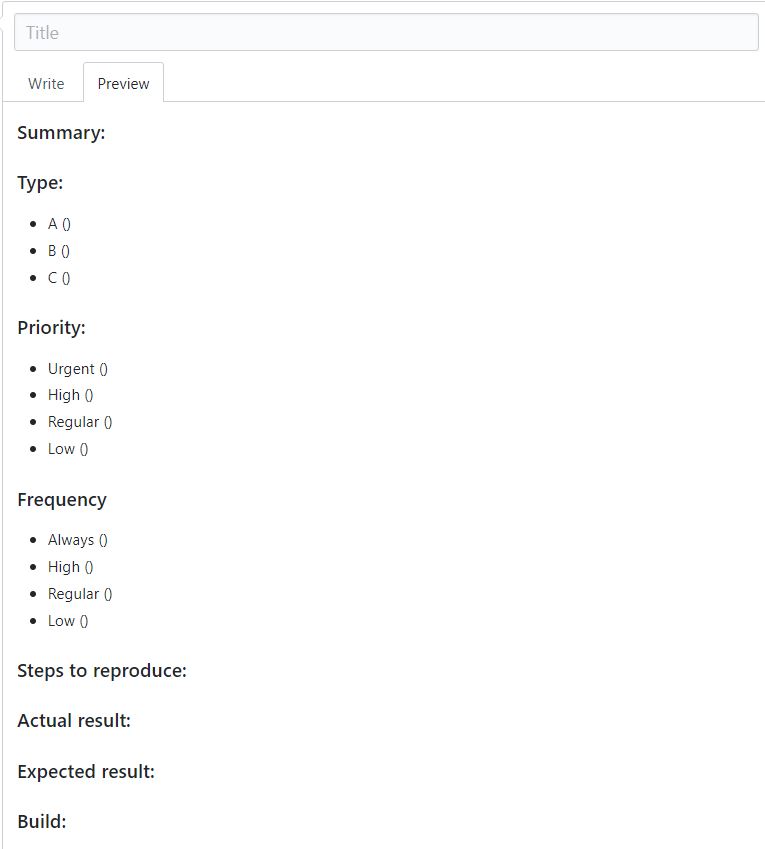 Title
Write Preview
Summary:
Type:
A ()
B ()
C ()
Priority:
Urgent ()
High ()
Regular ()
Low ()
Frequency
Always ()
High ()
Regular ()
Low ()
Steps to reproduce:
Actual result:
Expected result:
Build: